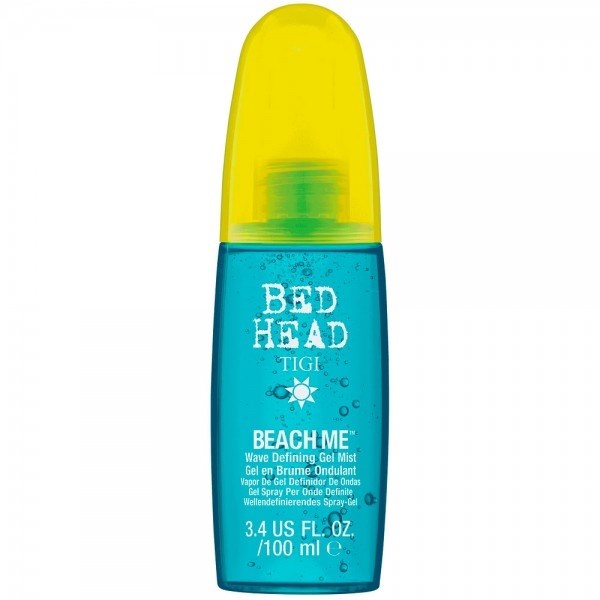 BED
HEAD
TIGI
BEACH ME™
Wave Defining Gel Mist
Gel en Brume Ondulant
Vapor De Gel Definidor De Ondas
Gel Spray Per Onde Definite
Wellendefinierendes Spray-Gel
3.4 US FL. OZ.
/100 ml ℮